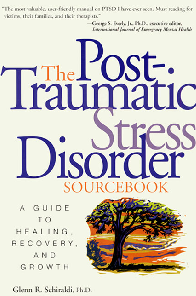 "The most valuable, user-friendly manual on PTSD I have ever seen. Must reading for
victims, their families, and their therapists."
—George S. Everly, Jr., Ph.D., executive editor,
International Journal of Emergency Mental Health
The Post-
Traumatic
Stress
Disorder
SOURCEBOOK
A GUIDE
TO
HEALING,
RECOVERY,
AND
GROWTH
Glenn R. Schiraldi, Ph.D.